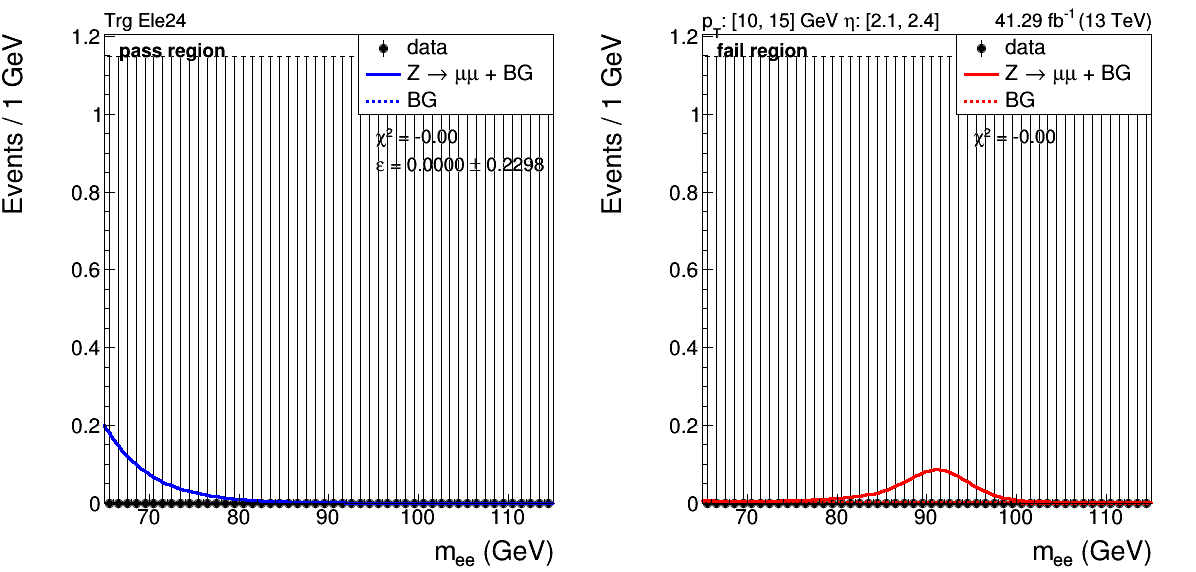 Trg Ele24
pass region
data
Z → μμ + BG
BG
χ² = -0.00
ε = 0.0000 ± 0.2298
Events / 1 GeV
1.2
1
0.8
0.6
0.4
0.2
0
70 80 90 100 110
mee (GeV)
pT: [10, 15] GeV η: [2.1, 2.4] 41.29 fb-1 (13 TeV)
fail region
data
Z → μμ + BG
BG
χ² = -0.00
Events / 1 GeV
1.2
1
0.8
0.6
0.4
0.2
0
70 80 90 100 110
mee (GeV)